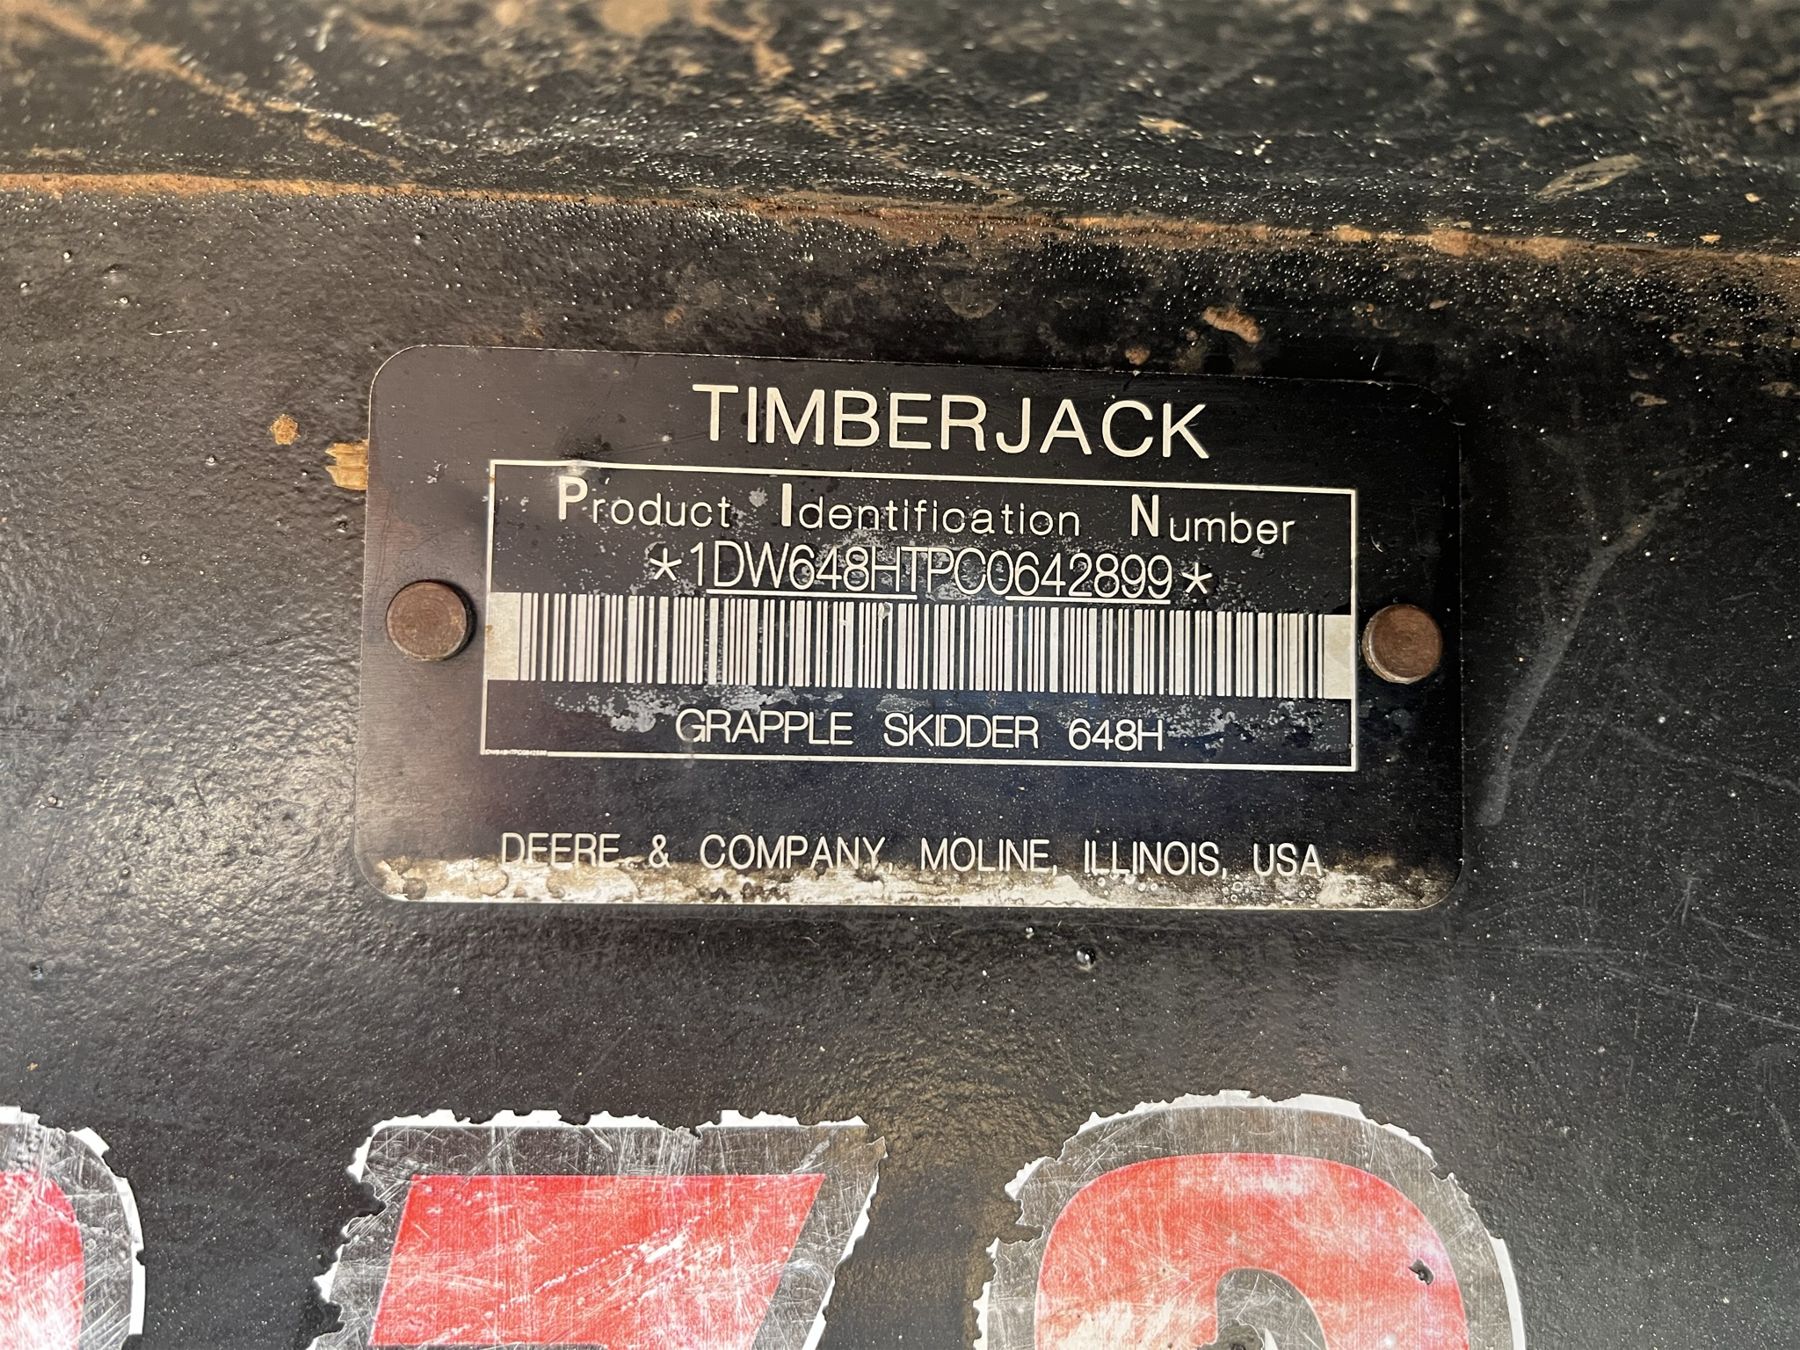 TIMBERJACK
Product Identification Number
*1DW648HTPC0642899*
GRAPPLE SKIDDER 648H
DEERE & COMPANY, MOLINE, ILLINOIS, USA